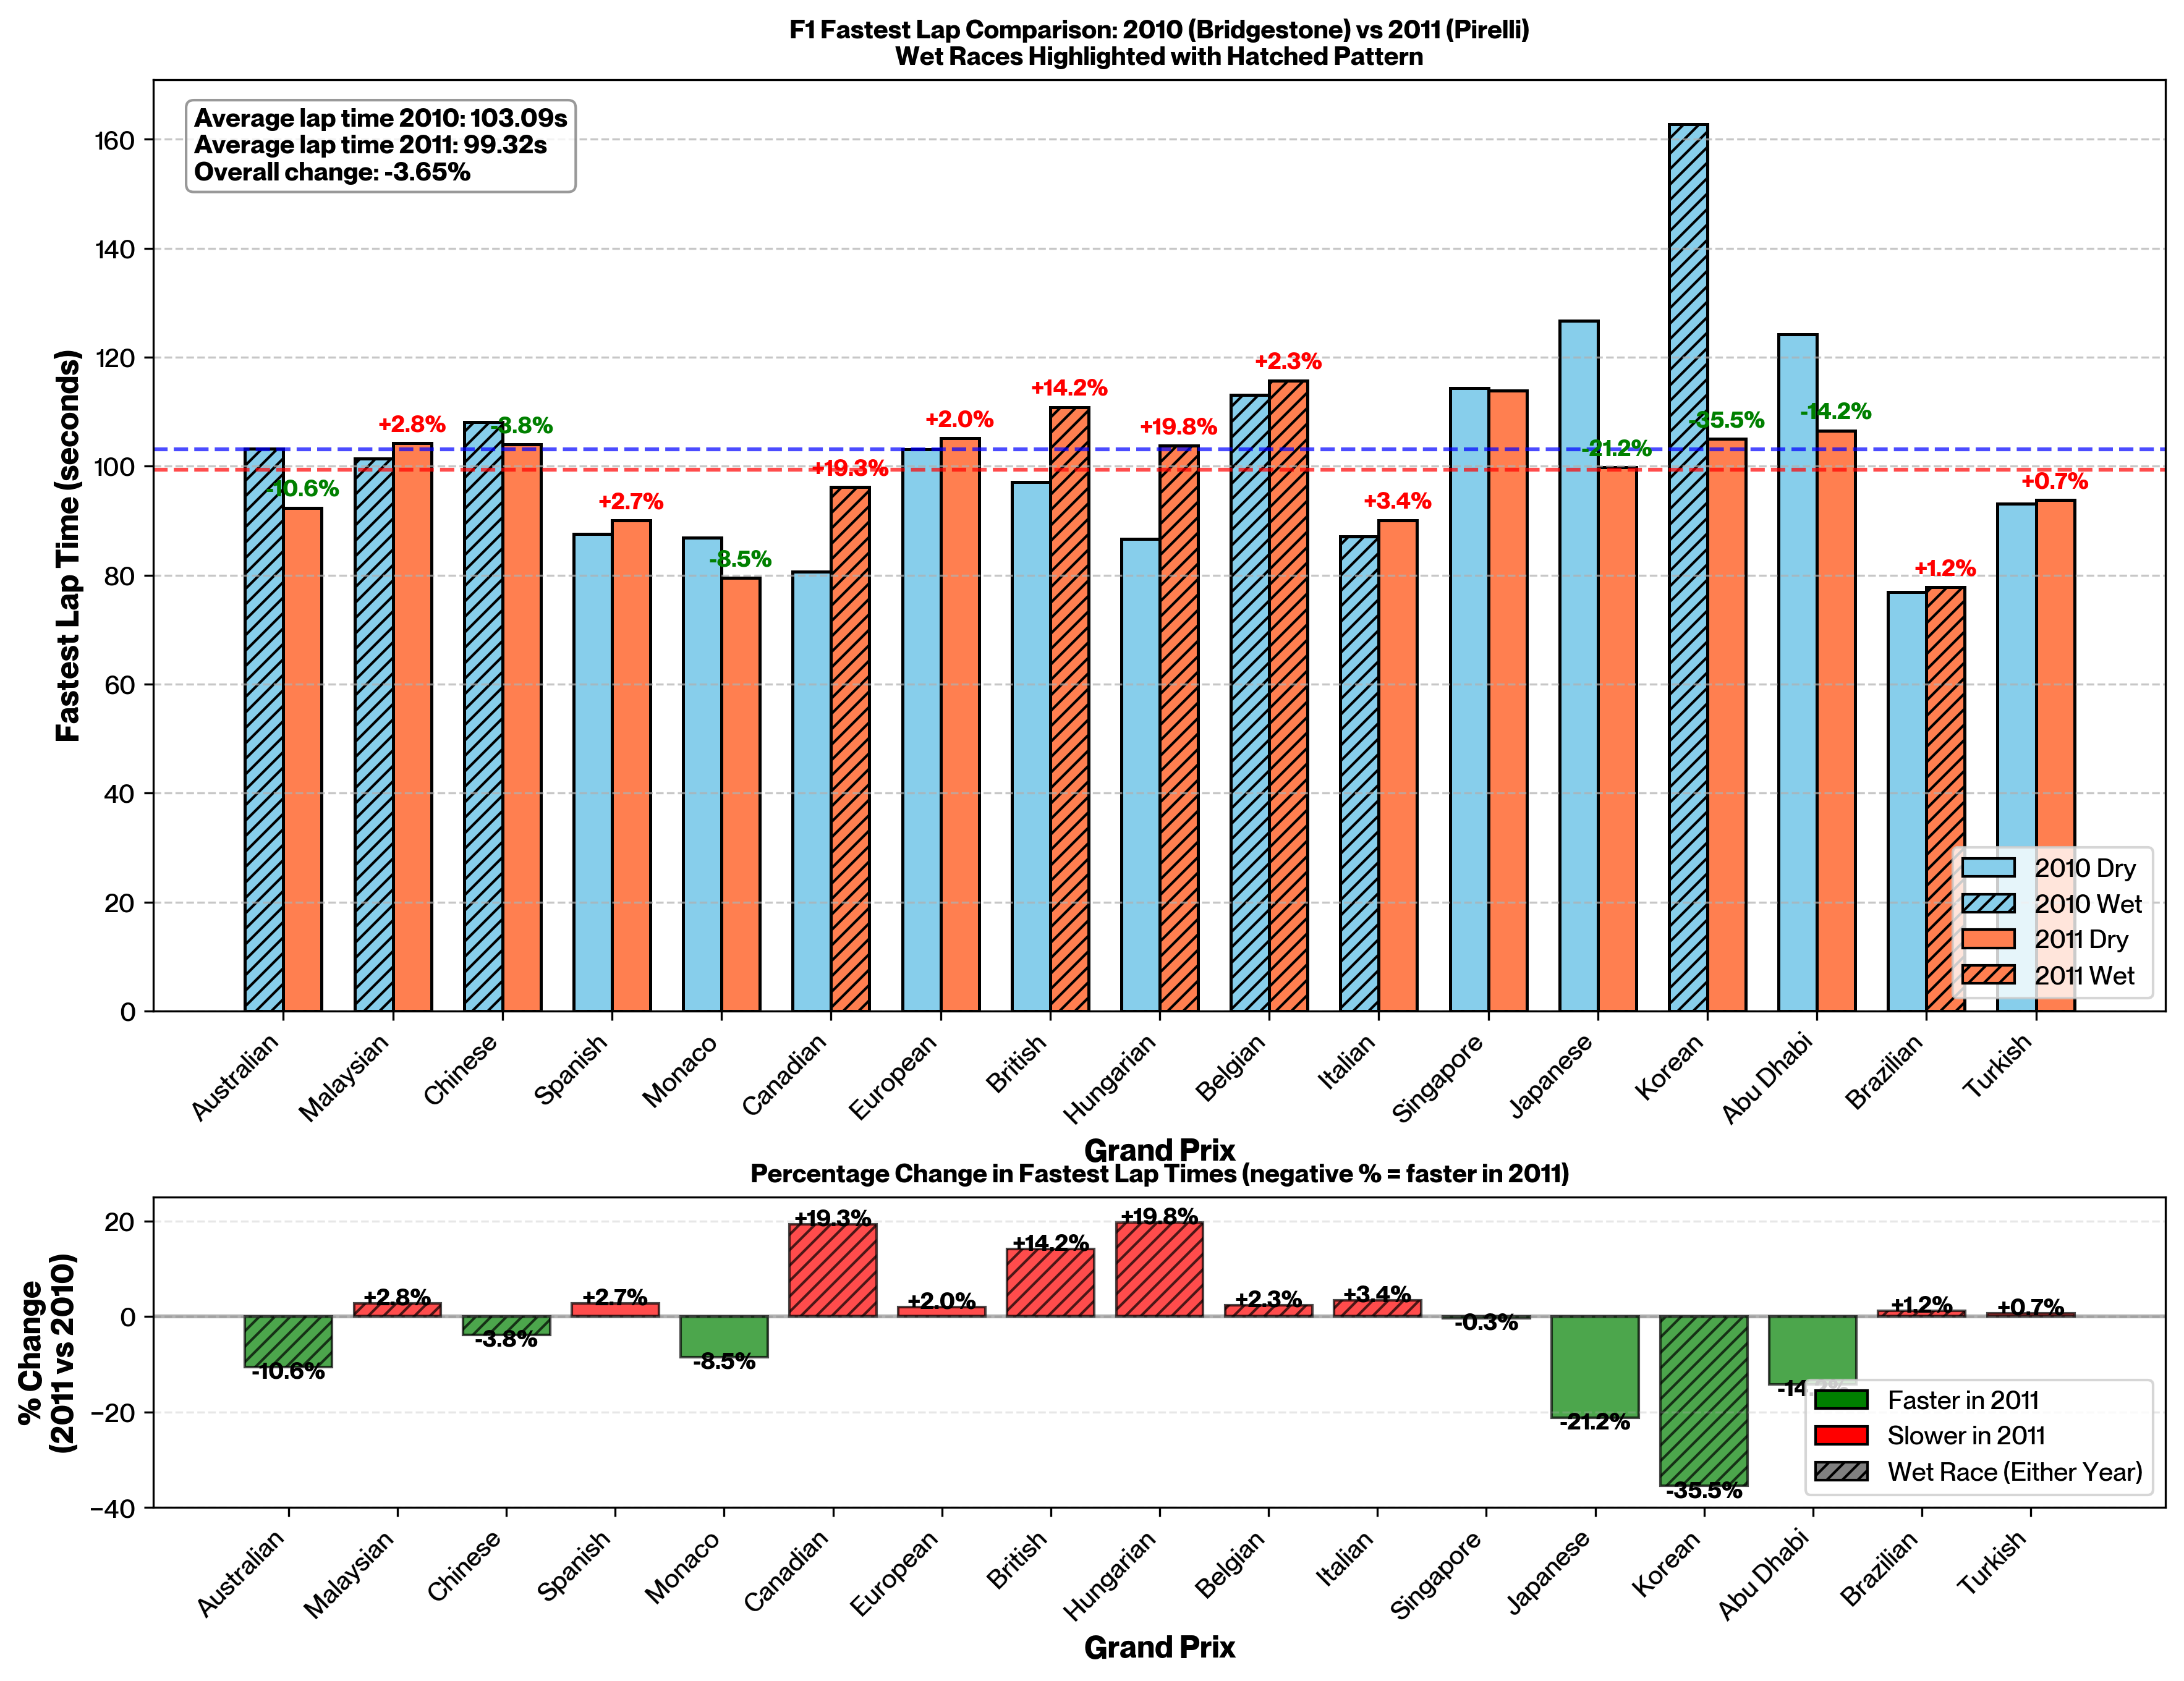 F1 Fastest Lap Comparison: 2010 (Bridgestone) vs 2011 (Pirelli)
Wet Races Highlighted with Hatched Pattern
Average lap time 2010: 103.09s
Average lap time 2011: 99.32s
Overall change: -3.65%
Fastest Lap Time (seconds)
160
140
120
100
80
60
40
20
0
-10.6%
+2.8%
-3.8%
+2.7%
-8.5%
+19.3%
+2.0%
+14.2%
+19.8%
+2.3%
+3.4%
-21.2%
-35.5%
-14.2%
+1.2%
+0.7%
2010 Dry
2010 Wet
2011 Dry
2011 Wet
Australian
Malaysian
Chinese
Spanish
Monaco
Canadian
European
British
Hungarian
Belgian
Italian
Singapore
Japanese
Korean
Abu Dhabi
Brazilian
Turkish
Grand Prix
Percentage Change in Fastest Lap Times (negative % = faster in 2011)
% Change
(2011 vs 2010)
20
0
−20
−40
-10.6%
+2.8%
-3.8%
+2.7%
-8.5%
+19.3%
+2.0%
+14.2%
+19.8%
+2.3%
+3.4%
-0.3%
-21.2%
-35.5%
-14.2%
+1.2%
+0.7%
Faster in 2011
Slower in 2011
Wet Race (Either Year)
Australian
Malaysian
Chinese
Spanish
Monaco
Canadian
European
British
Hungarian
Belgian
Italian
Singapore
Japanese
Korean
Abu Dhabi
Brazilian
Turkish
Grand Prix